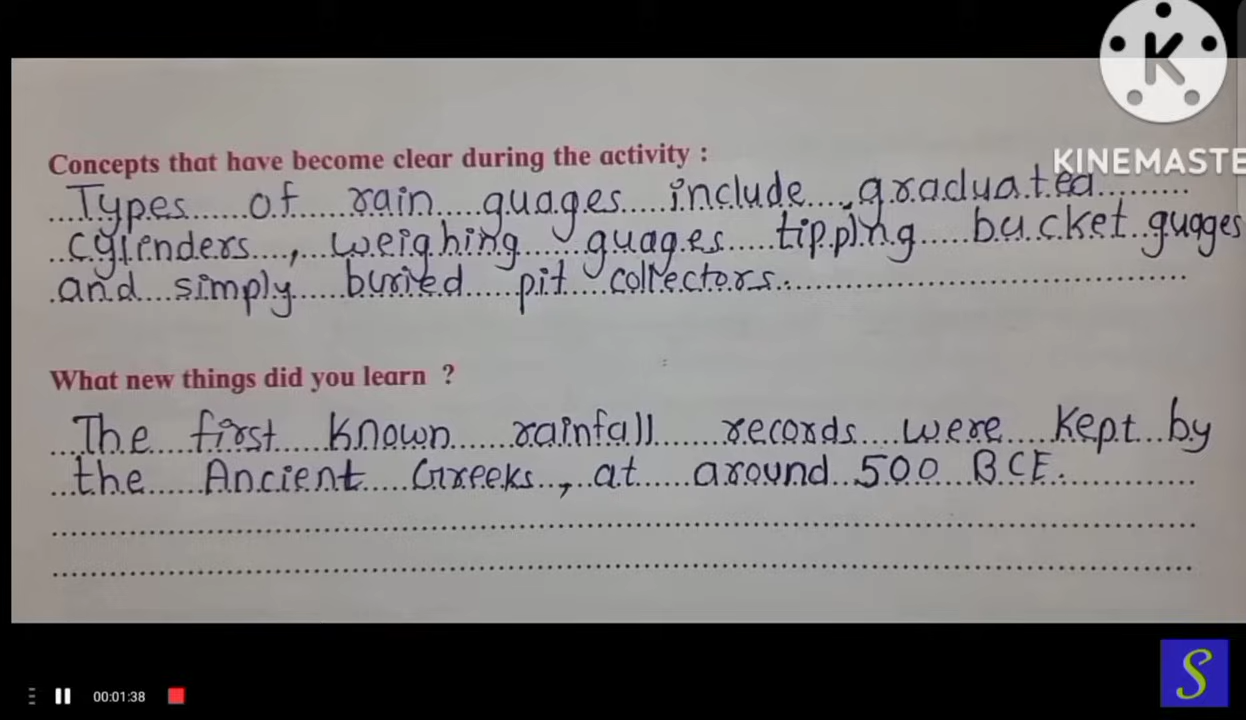 K
KINEMASTE
Concepts that have become clear during the activity :
Types of rain guages include graduated
cylenders, weighing guages tipping bucket guages
and simply buried pit collectors.
What new things did you learn ?
The first known rainfall records were kept by
the Ancient Greeks, at around 500 BCE.
00:01:38
S